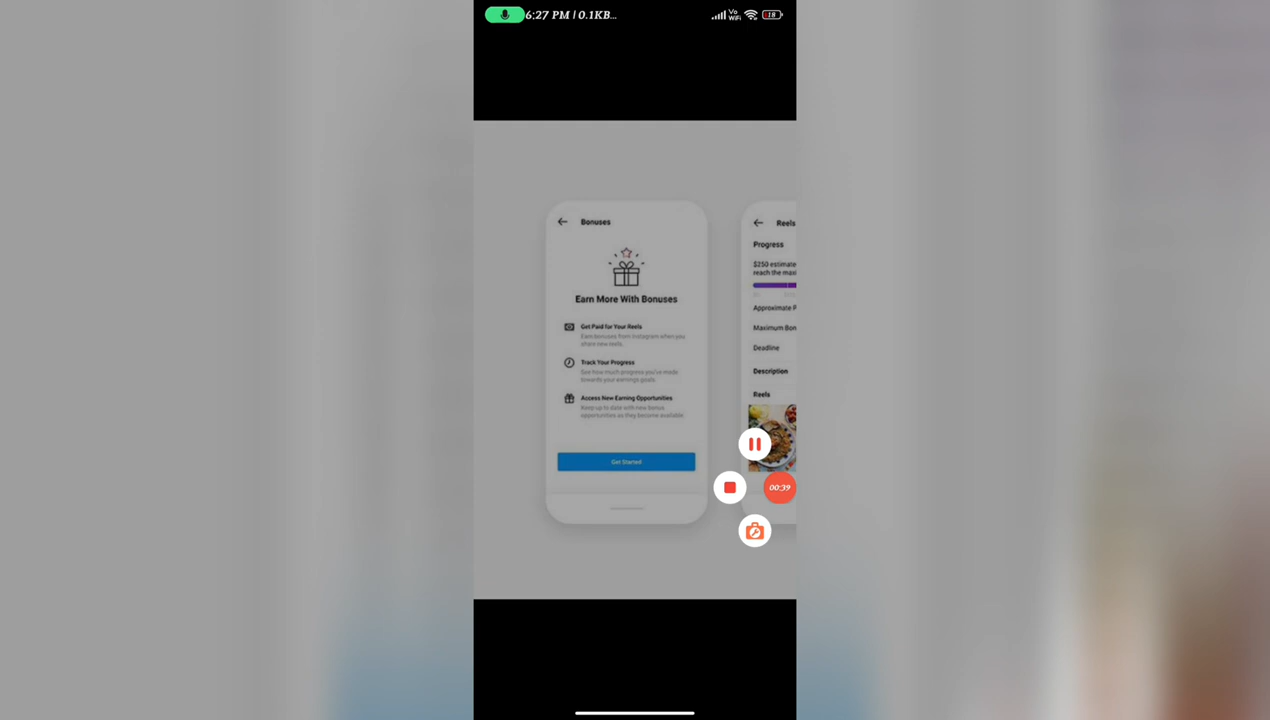 6:27 PM / 0.1KB...
Vo
WiFi
18
Bonuses
Earn More With Bonuses
Get Paid for Your Reels
Earn bonuses from Instagram when you
share new reels.
Track Your Progress
See how much progress you've made
towards your earnings goals.
Access New Earning Opportunities
Keep up to date with new bonus
opportunities as they become available.
Get Started
Reels
Progress
$250 estimate
reach the maxi
Approximate P
Maximum Bon
Deadline
Description
Reels
00:39